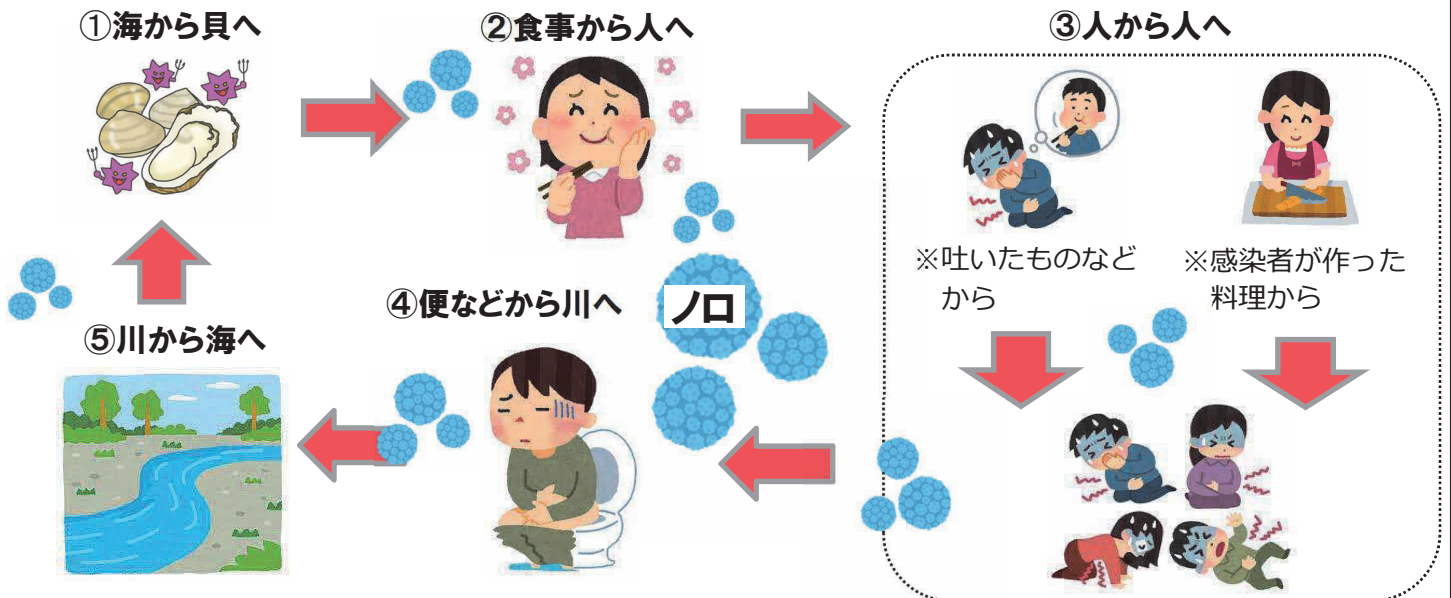 ①海から貝へ
②食事から人へ
③人から人へ
※吐いたものなど
から
※感染者が作った
料理から
ノロ
④便などから川へ
⑤川から海へ